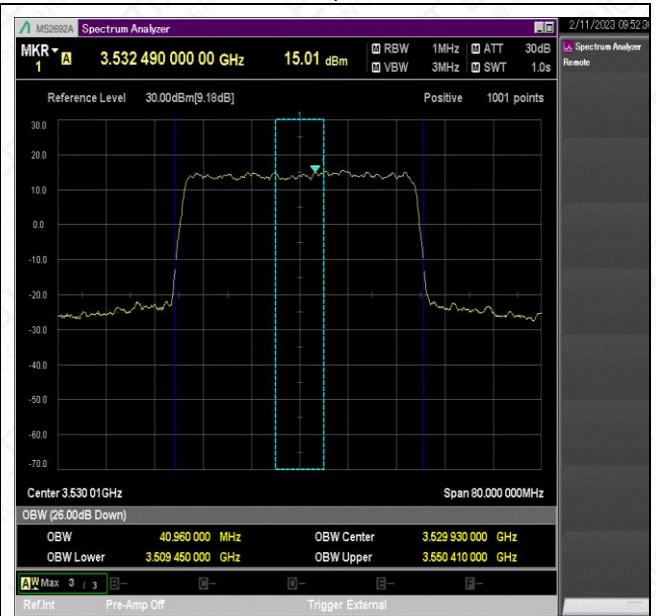 MS2692A Spectrum Analyzer
2/11/2023 09:52:3
MKR
1
A
3.532 490 000 00 GHz
15.01 dBm
M RBW 1MHz M ATT 30dB
M VBW 3MHz M SWT 1.0s
Spectrum Analyzer
Remote
Reference Level 30.00dBm[9.18dB] Positive 1001 points
1
30.0
20.0
10.0
0.0
-10.0
-20.0
-30.0
-40.0
-50.0
-60.0
-70.0
Center 3.530 01GHz Span 80.000 000MHz
OBW (26.00dB Down)
OBW 40.960 000 MHz OBW Center 3.529 930 000 GHz
OBW Lower 3.509 450 000 GHz OBW Upper 3.550 410 000 GHz
A W Max 3 / 3 B- C- D- E- F-
Ref.Int Pre-Amp Off Trigger External